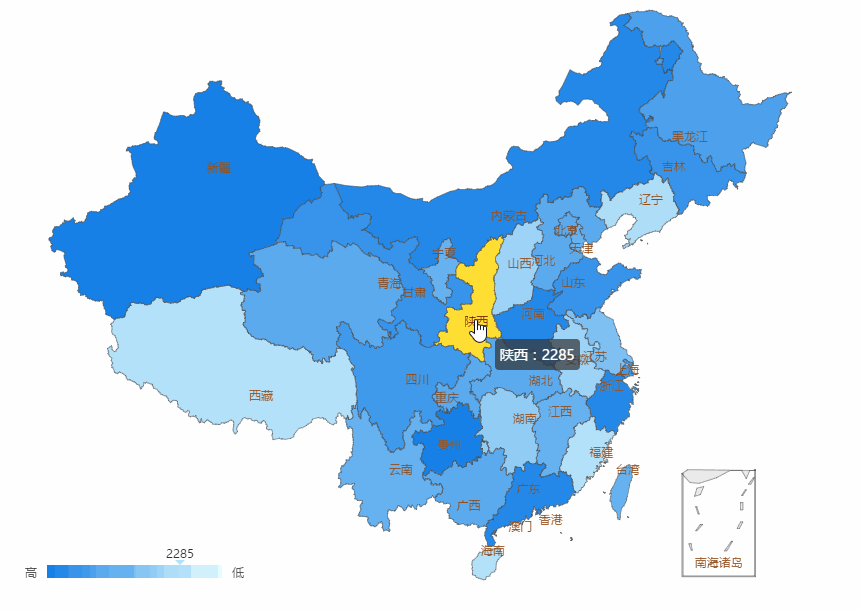 黑龙江
吉林
新疆
辽宁
内蒙古
北京
天津
宁夏
山西
河北
青海
甘肃
山东
河南
陕西
陕西 : 2285
江苏
上海
四川
湖北
浙江
重庆
西藏
湖南
江西
贵州
福建
云南
台湾
广西
广东
香港
澳门
海南
南海诸岛
2285
高
低